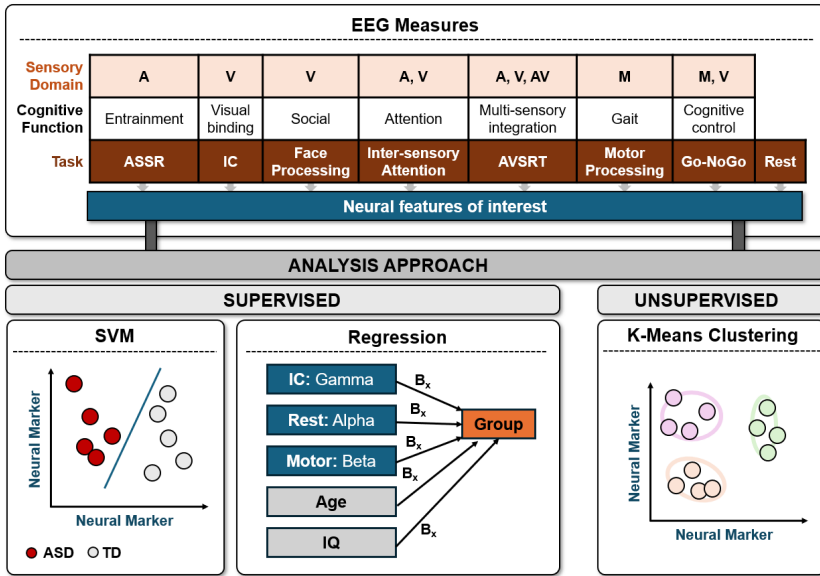 EEG Measures
Sensory
Domain
A
V
V
A, V
A, V, AV
M
M, V
Cognitive
Function
Entrainment
Visual
binding
Social
Attention
Multi-sensory
integration
Gait
Cognitive
control
Task
ASSR
IC
Face
Processing
Inter-sensory
Attention
AVSRT
Motor
Processing
Go-NoGo
Rest
Neural features of interest
ANALYSIS APPROACH
SUPERVISED
UNSUPERVISED
SVM
Neural Marker
Neural Marker
ASD
TD
Regression
IC: Gamma
Rest: Alpha
Motor: Beta
Age
IQ
Bx
Bx
Bx
Bx
Bx
Group
K-Means Clustering
Neural Marker
Neural Marker